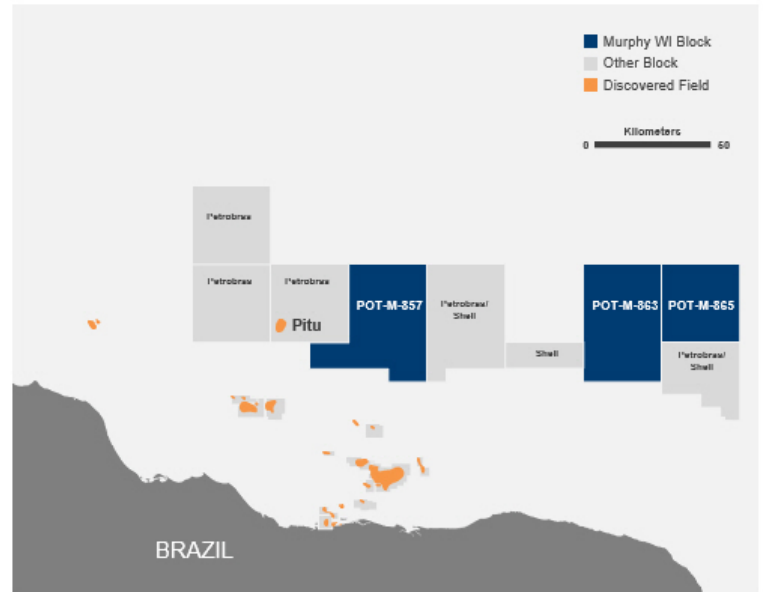 Murphy WI Block
Other Block
Discovered Field
Kilometers
0 50
Petrobras
Petrobras
Petrobras
Pitu
POT-M-857
Petrobras/
Shell
Shell
POT-M-863
POT-M-865
Petrobras/
Shell
BRAZIL